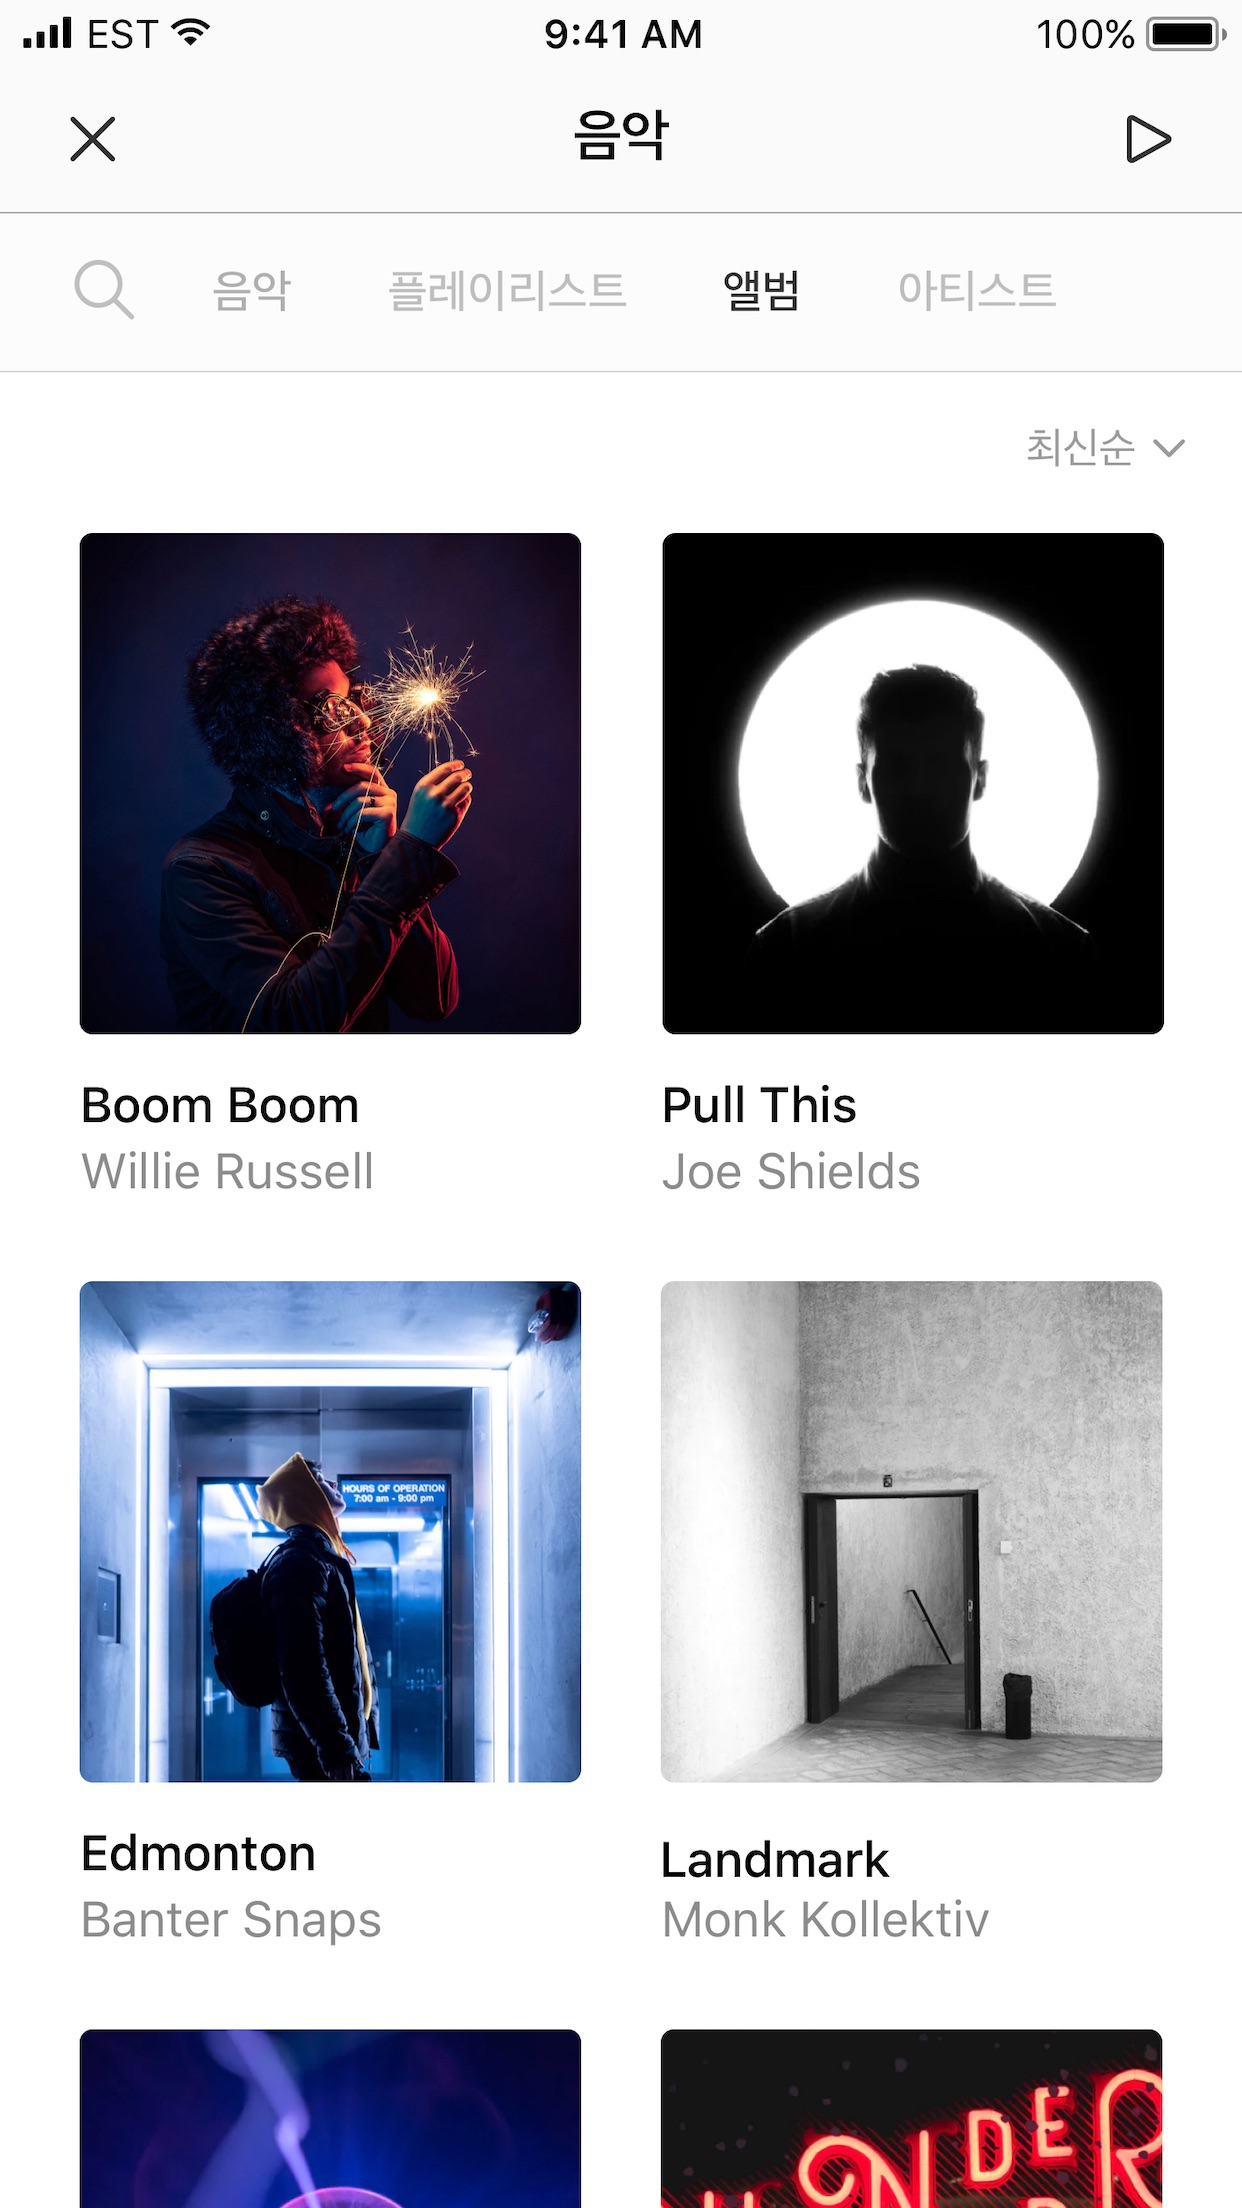 EST 9:41 AM 100%
음악
음악 플레이리스트 앨범 아티스트
최신순
Boom Boom Pull This
Willie Russell Joe Shields
HOURS OF OPERATION
7:00 am - 9:00 pm
Edmonton Landmark
Banter Snaps Monk Kollektiv